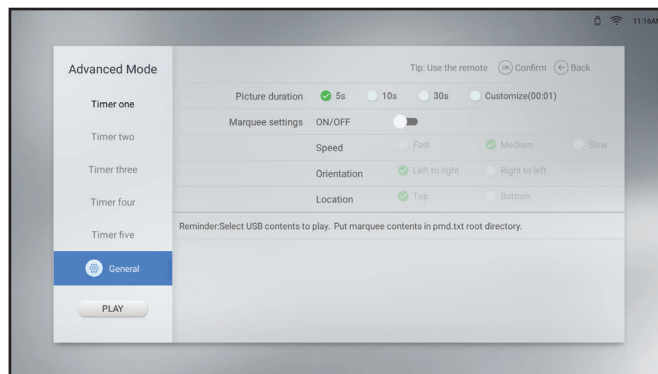 11:16AM
Advanced Mode
Tip: Use the remote OK Confirm Back
Timer one
Picture duration 5s 10s 30s Customize(00:01)
Timer two
Marquee settings ON/OFF
Speed Fast Medium Slow
Timer three
Orientation Left to right Right to left
Timer four
Location Top Bottom
Timer five
Reminder:Select USB contents to play. Put marquee contents in pmd.txt root directory.
General
PLAY